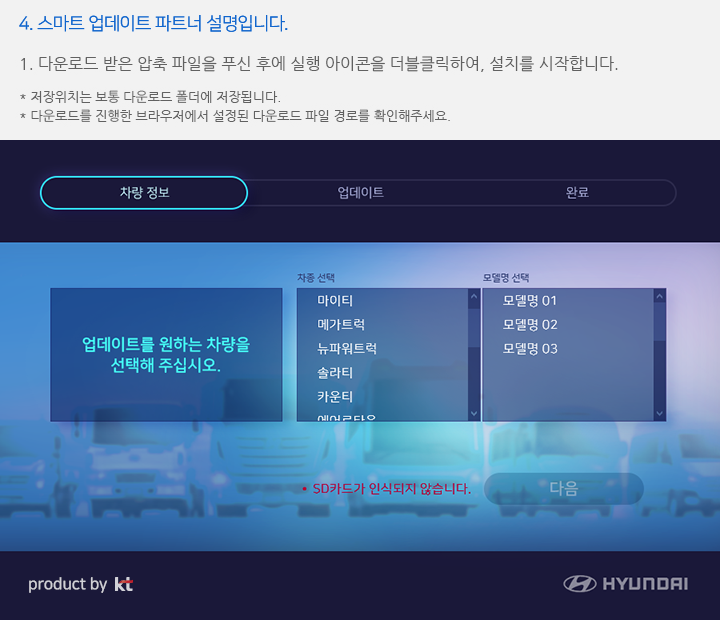 4. 스마트 업데이트 파트너 설명입니다.
1. 다운로드 받은 압축 파일을 푸신 후에 실행 아이콘을 더블클릭하여, 설치를 시작합니다.
* 저장위치는 보통 다운로드 폴더에 저장됩니다.
* 다운로드를 진행한 브라우저에서 설정된 다운로드 파일 경로를 확인해주세요.
차량 정보
업데이트
완료
업데이트를 원하는 차량을
선택해 주십시오.
차종 선택
마이티
메가트럭
뉴파워트럭
쏠라티
카운티
모델명 선택
모델명 01
모델명 02
모델명 03
* SD카드가 인식되지 않습니다.
다음
product by kt
HYUNDAI